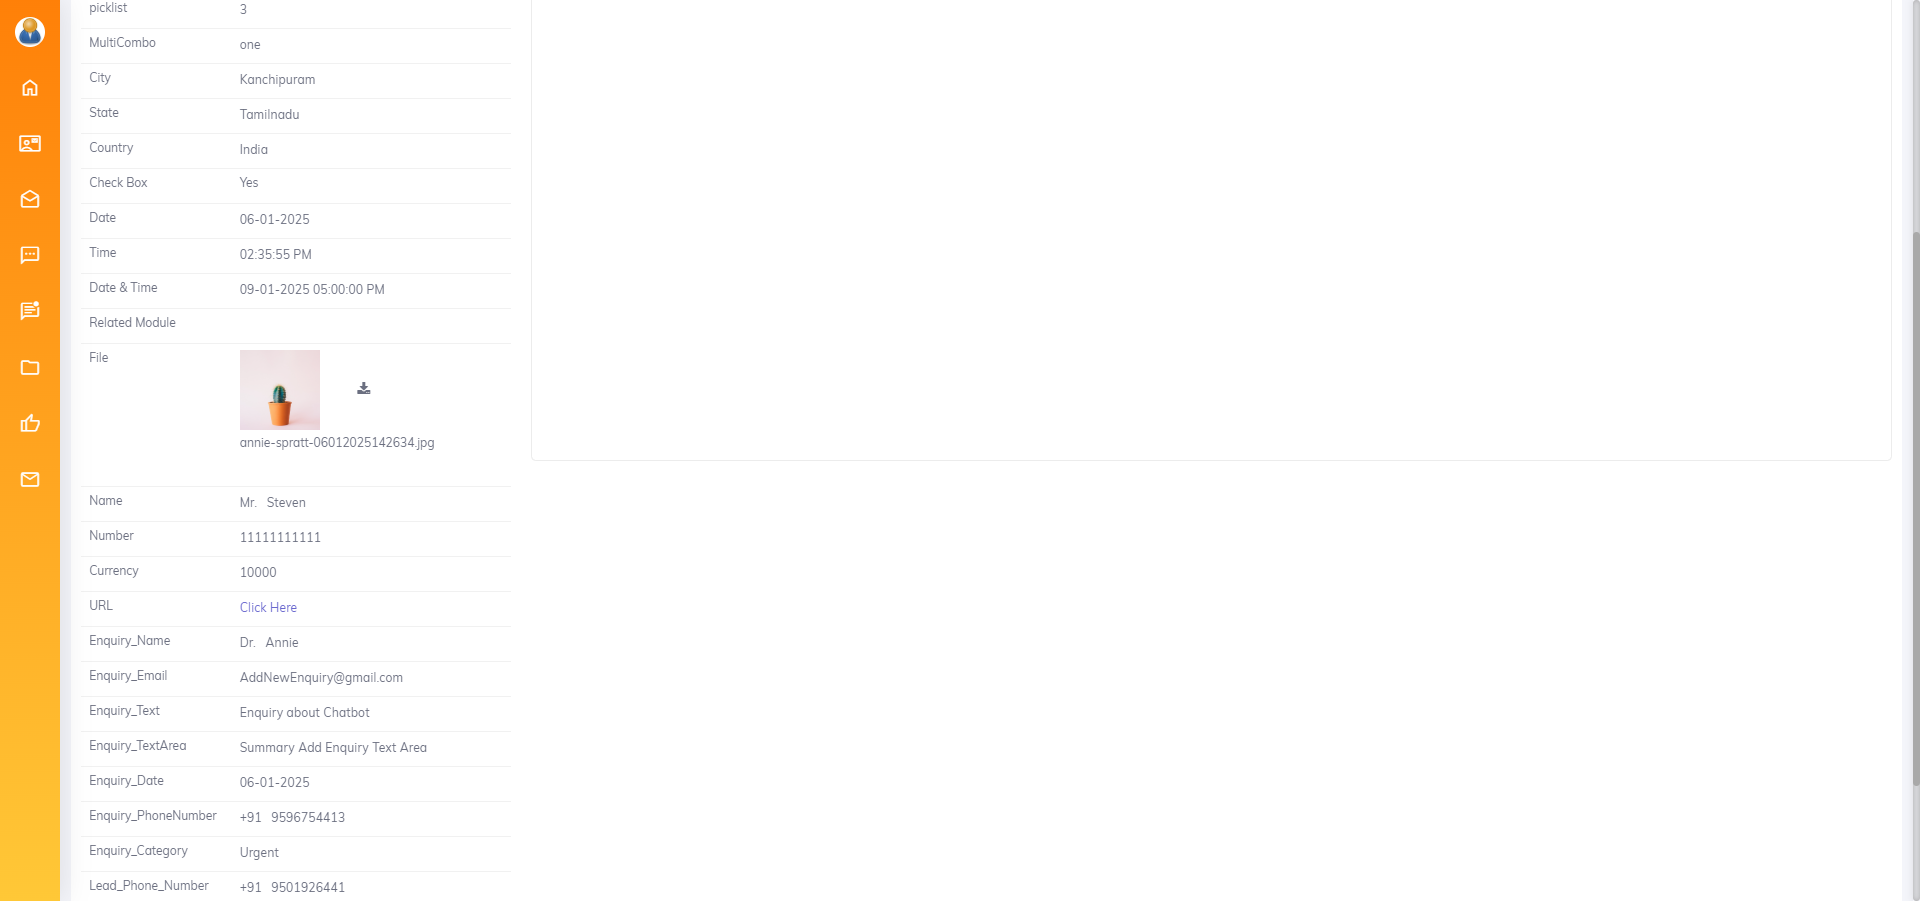 picklist 3
MultiCombo one
City Kanchipuram
State Tamilnadu
Country India
Check Box Yes
Date 06-01-2025
Time 02:35:55 PM
Date & Time 09-01-2025 05:00:00 PM
Related Module
File
annie-spratt-06012025142634.jpg
Name Mr. Steven
Number 11111111111
Currency 10000
URL Click Here
Enquiry_Name Dr. Annie
Enquiry_Email AddNewEnquiry@gmail.com
Enquiry_Text Enquiry about Chatbot
Enquiry_TextArea Summary Add Enquiry Text Area
Enquiry_Date 06-01-2025
Enquiry_PhoneNumber +91 9596754413
Enquiry_Category Urgent
Lead_Phone_Number +91 9501926441